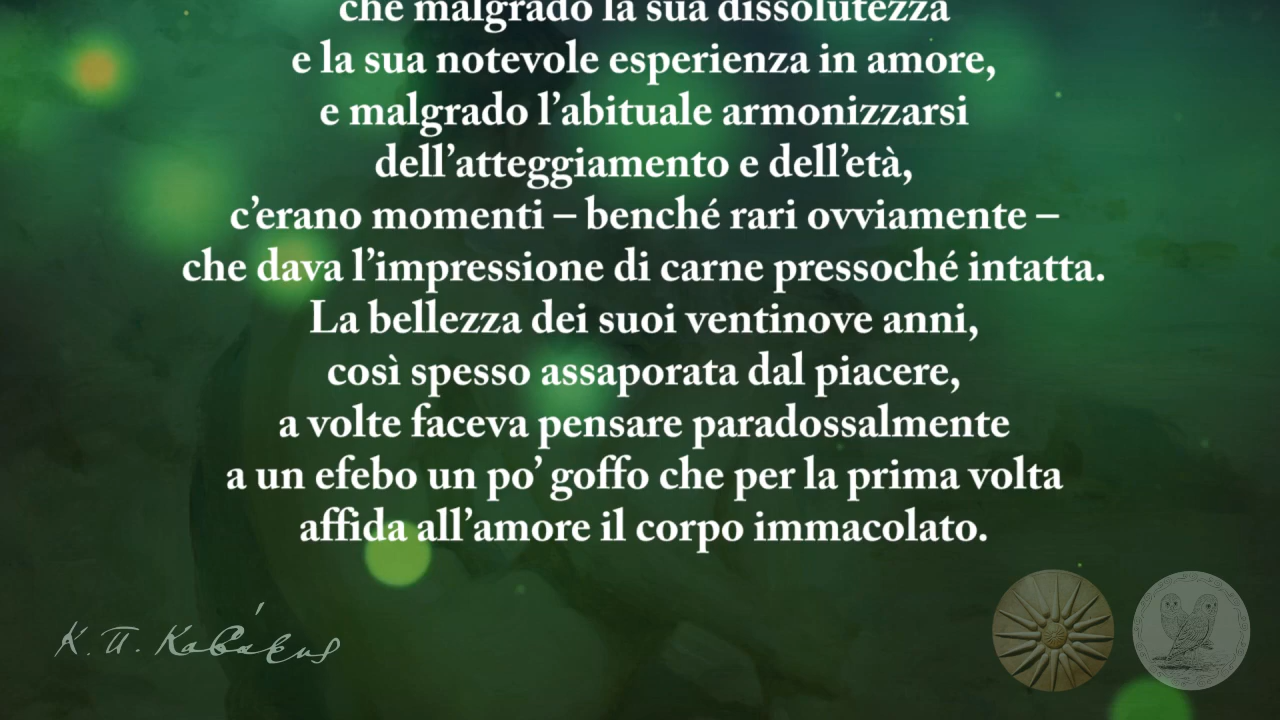 che malgrado la sua dissolutezza
e la sua notevole esperienza in amore,
e malgrado l’abituale armonizzarsi
dell’atteggiamento e dell’età,
c’erano momenti – benché rari ovviamente –
che dava l’impressione di carne pressoché intatta.
La bellezza dei suoi ventinove anni,
così spesso assaporata dal piacere,
a volte faceva pensare paradossalmente
a un efebo un po’ goffo che per la prima volta
affida all’amore il corpo immacolato.
Κ. Π. Καβάφης